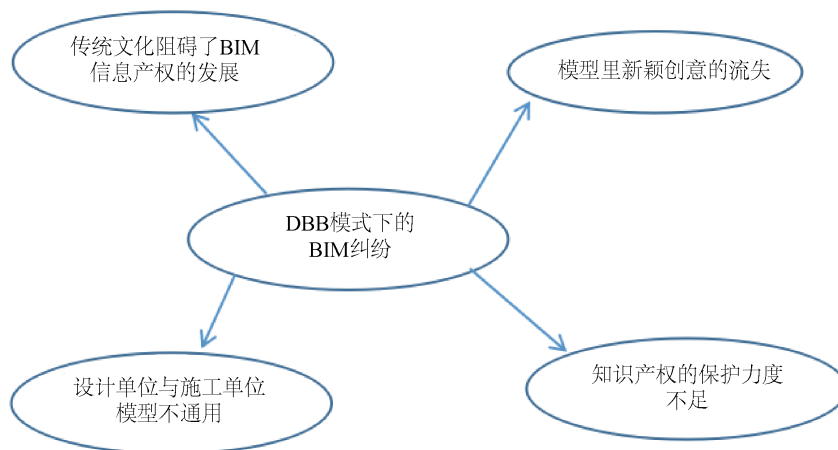 传统文化阻碍了BIM
信息产权的发展
模型里新颖创意的流失
DBB模式下的
BIM纠纷
设计单位与施工单位
模型不通用
知识产权的保护力度
不足